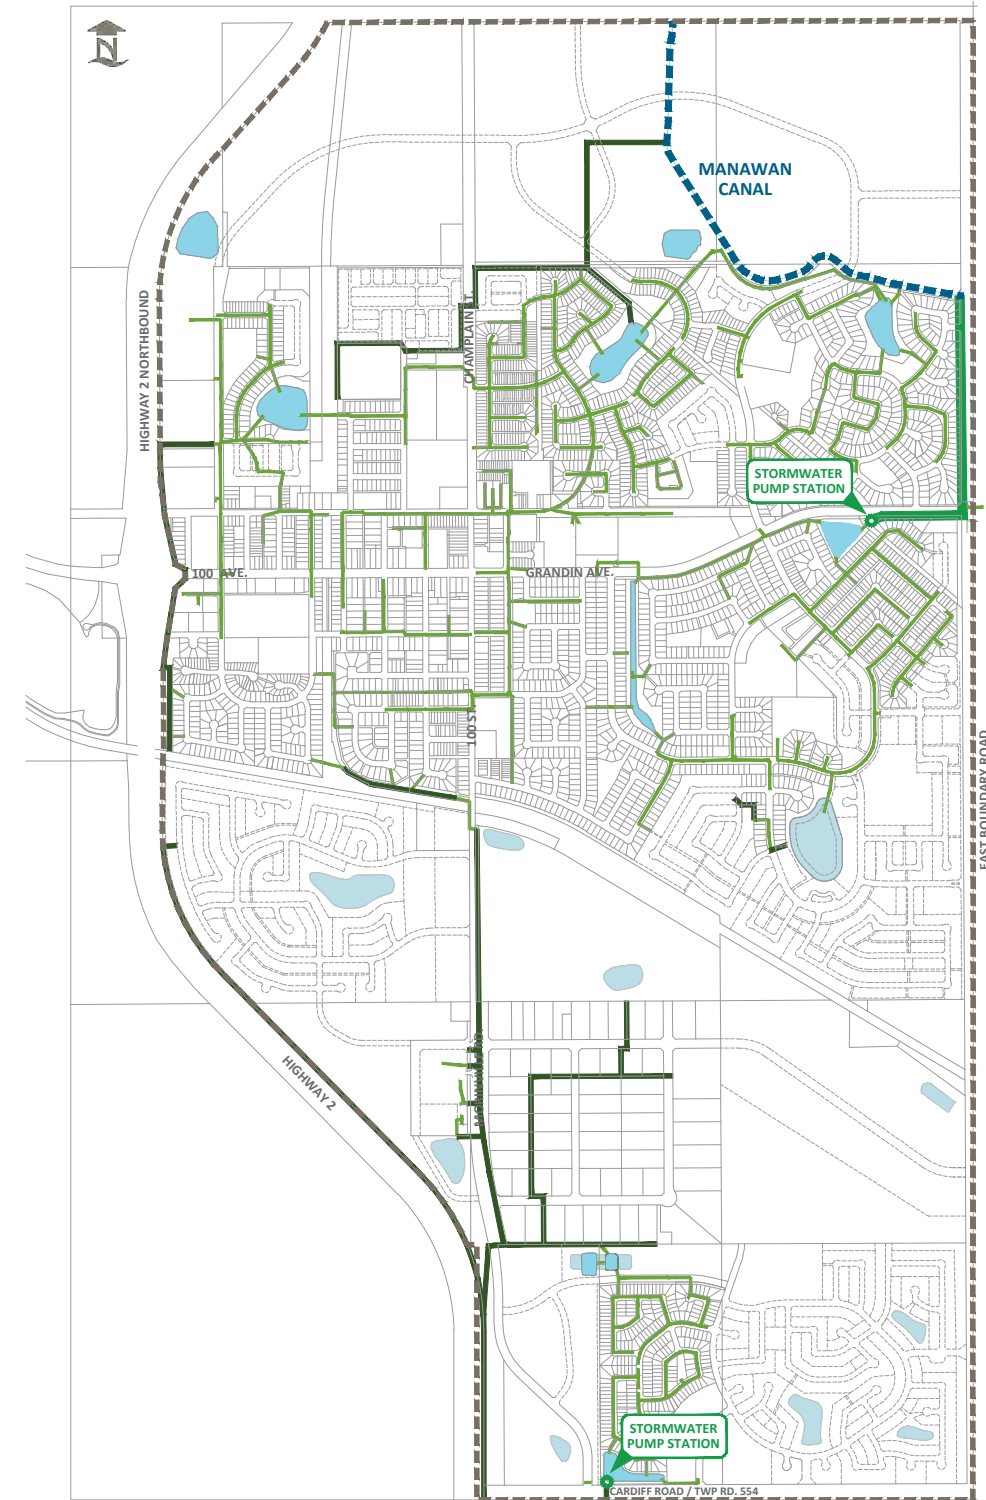 N
MANAWAN
CANAL
HIGHWAY 2 NORTHBOUND
CHAMPLAIN ST.
STORMWATER
PUMP STATION
100 AVE.
GRANDIN AVE.
100 ST.
EAST BOUNDARY ROAD
HIGHWAY 2
STORMWATER
PUMP STATION
CARDIFF ROAD / TWP RD. 554